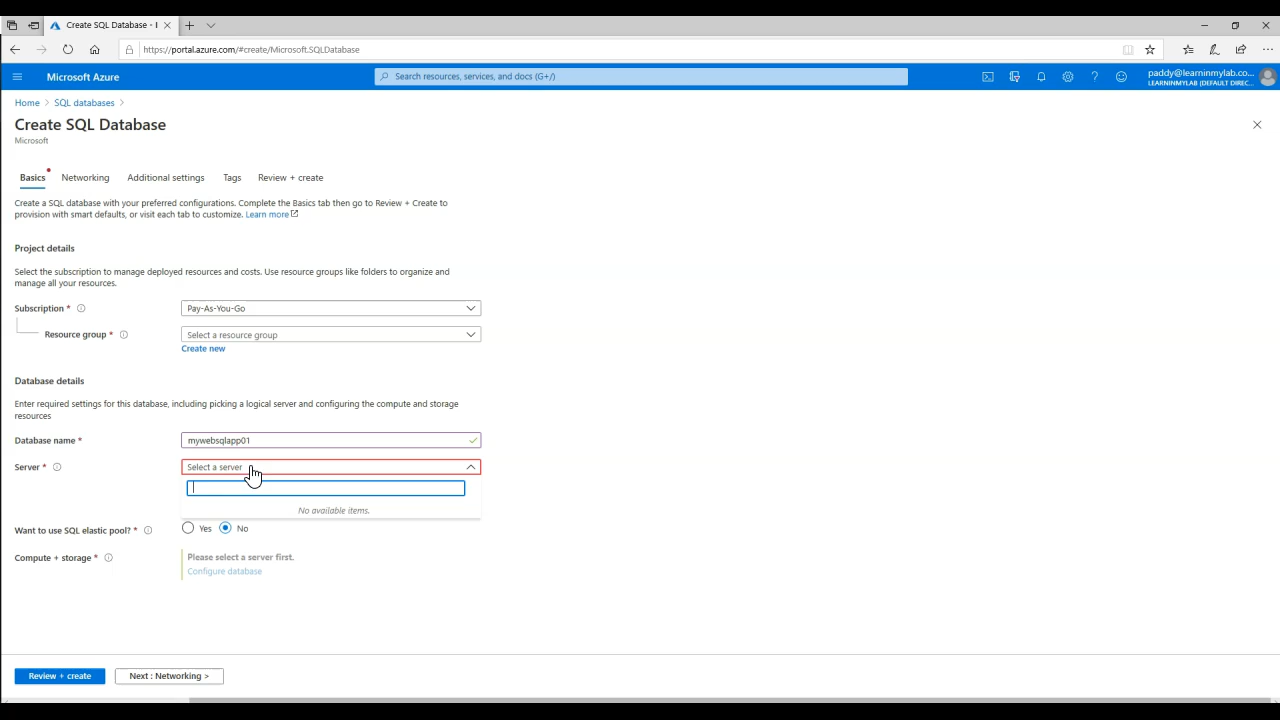 Create SQL Database - I
https://portal.azure.com/#create/Microsoft.SQLDatabase
Microsoft Azure
Search resources, services, and docs (G+/)
paddy@learninmylab.co...
LEARNINMYLAB (DEFAULT DIREC...
Home > SQL databases >
Create SQL Database
Microsoft
Basics Networking Additional settings Tags Review + create
Create a SQL database with your preferred configurations. Complete the Basics tab then go to Review + Create to
provision with smart defaults, or visit each tab to customize. Learn more
Project details
Select the subscription to manage deployed resources and costs. Use resource groups like folders to organize and
manage all your resources.
Subscription * Pay-As-You-Go
Resource group * Select a resource group
Create new
Database details
Enter required settings for this database, including picking a logical server and configuring the compute and storage
resources
Database name * mywebsqlapp01
Server * Select a server
No available items.
Want to use SQL elastic pool? * Yes No
Compute + storage * Please select a server first.
Configure database
Review + create Next : Networking >